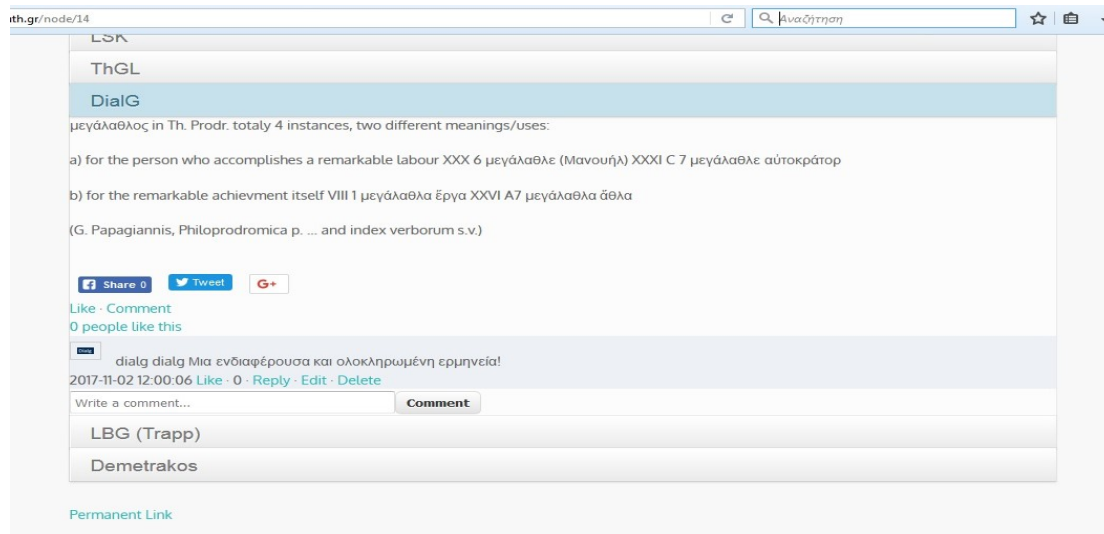 ιth.gr/node/14
Αναζήτηση
LSK
ThGL
DialG
μεγάλαθλος in Th. Prodr. totaly 4 instances, two different meanings/uses:
a) for the person who accomplishes a remarkable labour XXX 6 μεγάλαθλε (Μανουήλ) XXXI C 7 μεγάλαθλε αὐτοκράτορ
b) for the remarkable achievment itself VIII 1 μεγάλαθλα ἔργα XXVI A7 μεγάλαθλα ἆθλα
(G. Papagiannis, Philoprodromica p. ... and index verborum s.v.)
Share 0
Tweet
G+
Like · Comment
0 people like this
Dialg
dialg dialg Μια ενδιαφέρουσα και ολοκληρωμένη ερμηνεία!
2017-11-02 12:00:06 Like · 0 · Reply · Edit · Delete
Write a comment...
Comment
LBG (Trapp)
Demetrakos
Permanent Link